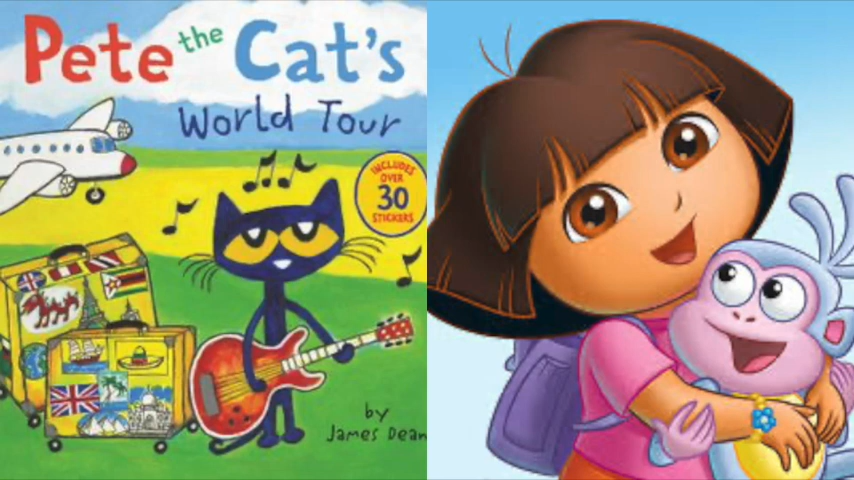 Pete the Cat's
World Tour
INCLUDES
OVER
30
STICKERS
by
James Dean